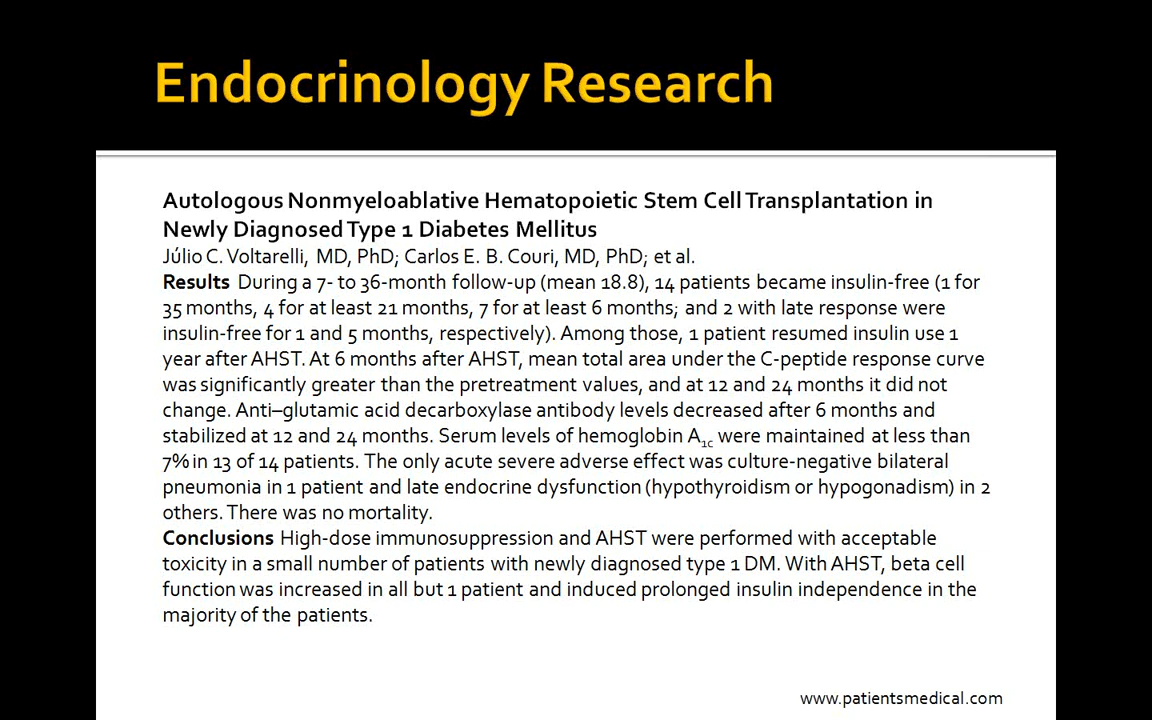 Endocrinology Research
Autologous Nonmyeloablative Hematopoietic Stem Cell Transplantation in
Newly Diagnosed Type 1 Diabetes Mellitus
Júlio C. Voltarelli, MD, PhD; Carlos E. B. Couri, MD, PhD; et al.
Results During a 7- to 36-month follow-up (mean 18.8), 14 patients became insulin-free (1 for
35 months, 4 for at least 21 months, 7 for at least 6 months; and 2 with late response were
insulin-free for 1 and 5 months, respectively). Among those, 1 patient resumed insulin use 1
year after AHST. At 6 months after AHST, mean total area under the C-peptide response curve
was significantly greater than the pretreatment values, and at 12 and 24 months it did not
change. Anti–glutamic acid decarboxylase antibody levels decreased after 6 months and
stabilized at 12 and 24 months. Serum levels of hemoglobin A1c were maintained at less than
7% in 13 of 14 patients. The only acute severe adverse effect was culture-negative bilateral
pneumonia in 1 patient and late endocrine dysfunction (hypothyroidism or hypogonadism) in 2
others. There was no mortality.
Conclusions High-dose immunosuppression and AHST were performed with acceptable
toxicity in a small number of patients with newly diagnosed type 1 DM. With AHST, beta cell
function was increased in all but 1 patient and induced prolonged insulin independence in the
majority of the patients.
www.patientsmedical.com